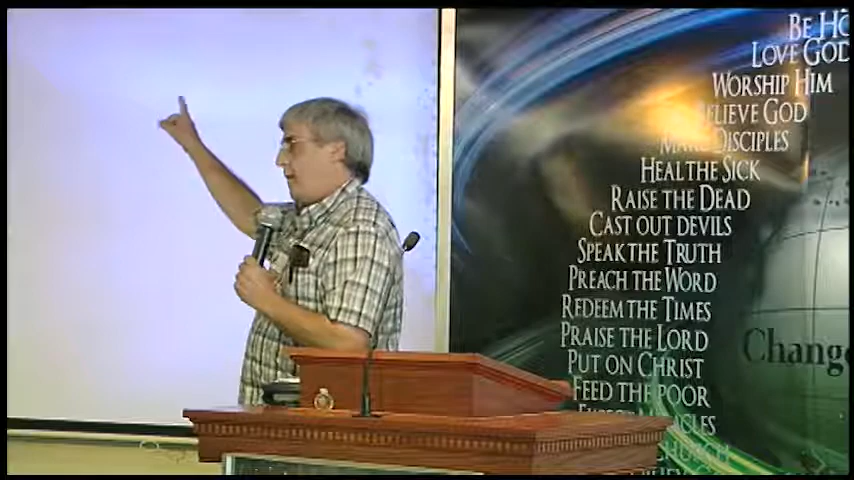 LOVE GOD
WORSHIP HIM
BELIEVE GOD
MAKE DISCIPLES
HEAL THE SICK
RAISE THE DEAD
CAST OUT DEVILS
SPEAK THE TRUTH
PREACH THE WORD
REDEEM THE TIMES
PRAISE THE LORD
PUT ON CHRIST
FEED THE POOR
Change